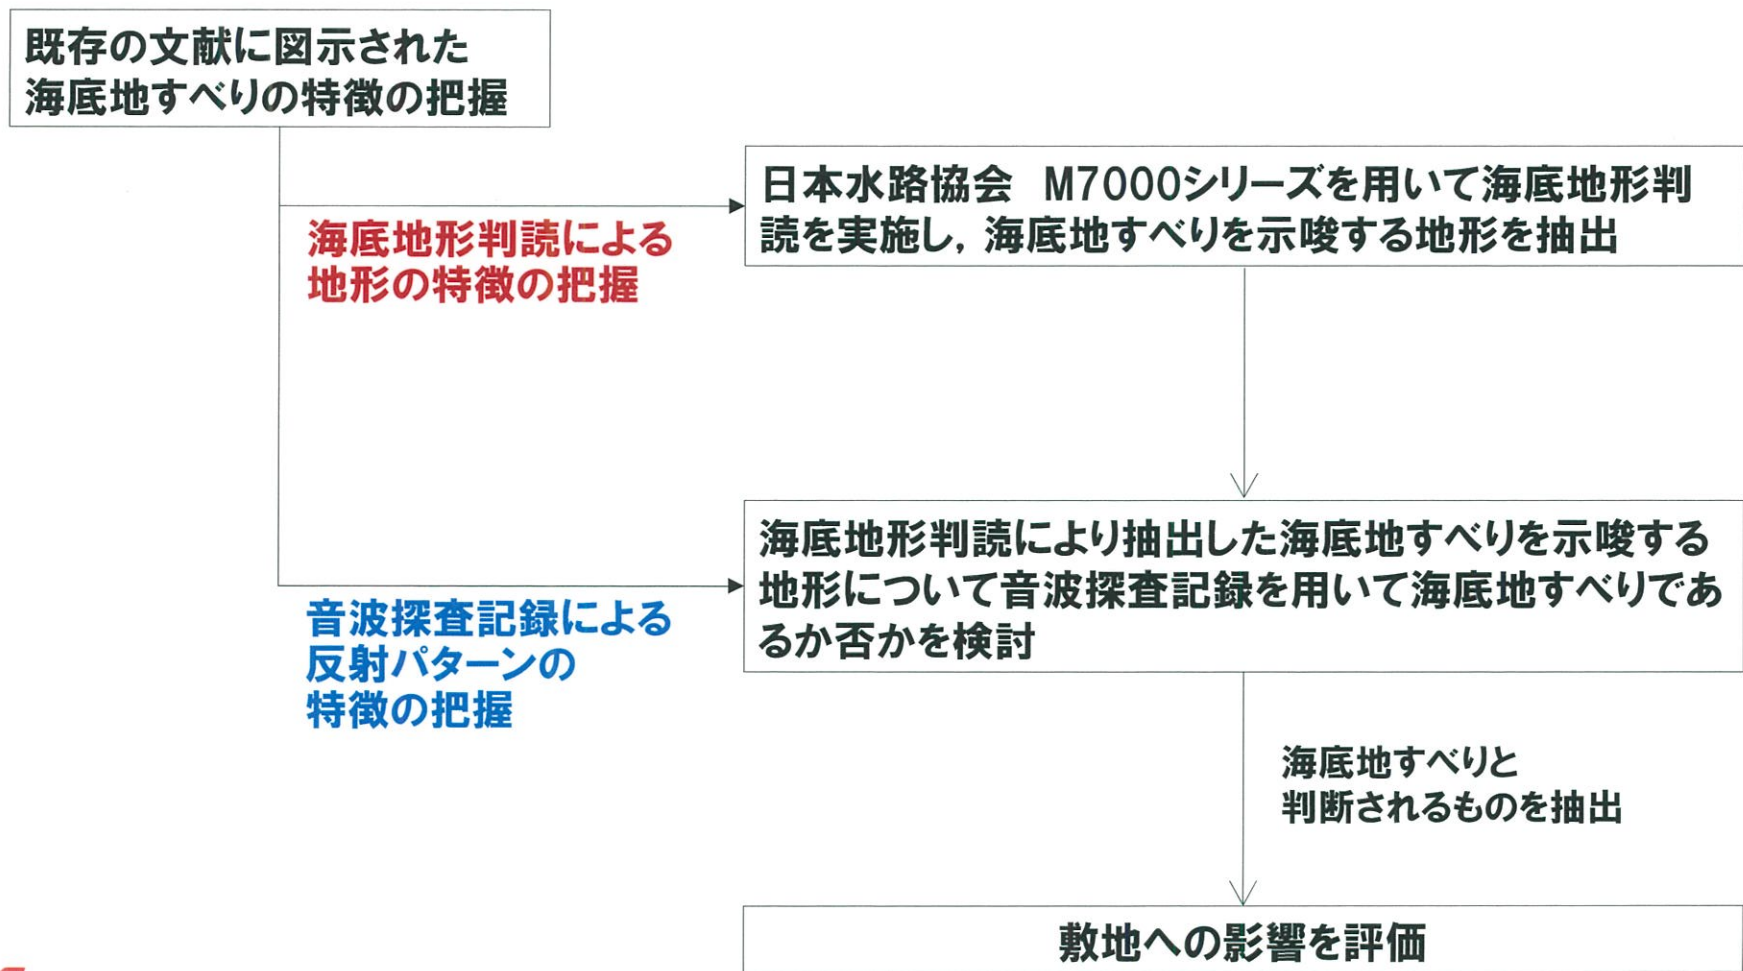 既存の文献に図示された
海底地すべりの特徴の把握
日本水路協会　M7000シリーズを用いて海底地形判
読を実施し，海底地すべりを示唆する地形を抽出
海底地形判読による
地形の特徴の把握
海底地形判読により抽出した海底地すべりを示唆する
地形について音波探査記録を用いて海底地すべりであ
るか否かを検討
音波探査記録による
反射パターンの
特徴の把握
海底地すべりと
判断されるものを抽出
敷地への影響を評価